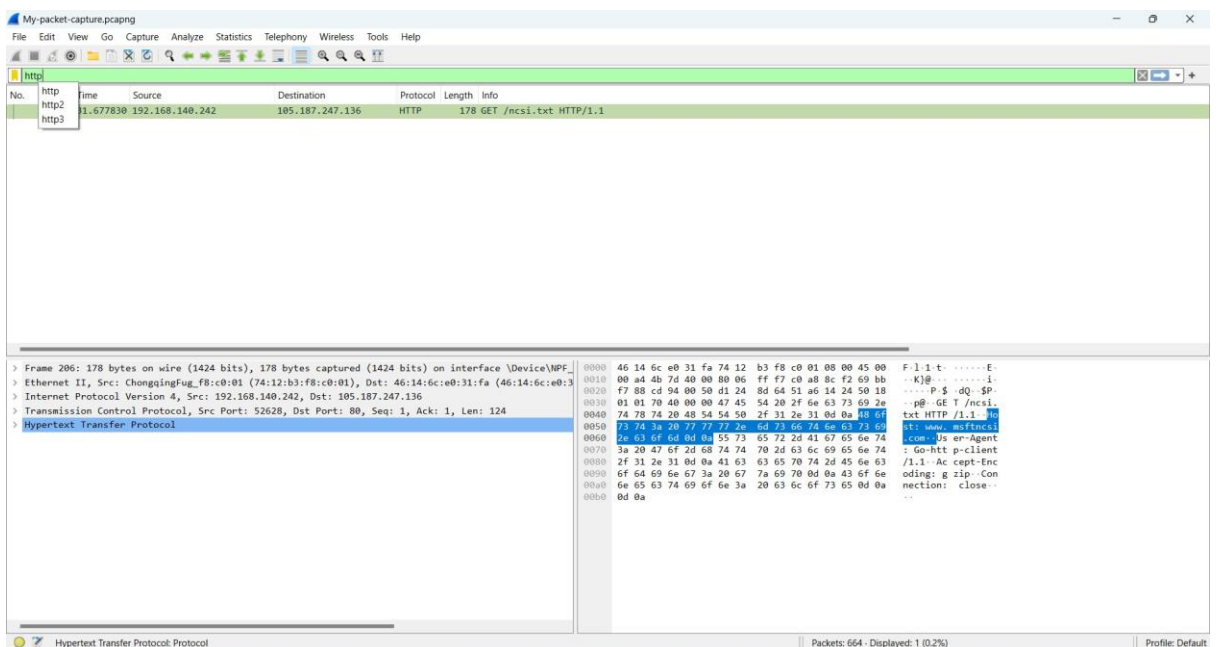 My-packet-capture.pcapng
File Edit View Go Capture Analyze Statistics Telephony Wireless Tools Help
http
http
http2
http3
No. Time Source Destination Protocol Length Info
31.677830 192.168.140.242 105.187.247.136 HTTP 178 GET /ncsi.txt HTTP/1.1
> Frame 206: 178 bytes on wire (1424 bits), 178 bytes captured (1424 bits) on interface \Device\NPF_
> Ethernet II, Src: ChongqingFug_f8:c0:01 (74:12:b3:f8:c0:01), Dst: 46:14:6c:e0:31:fa (46:14:6c:e0:3
> Internet Protocol Version 4, Src: 192.168.140.242, Dst: 105.187.247.136
> Transmission Control Protocol, Src Port: 52628, Dst Port: 80, Seq: 1, Ack: 1, Len: 124
> Hypertext Transfer Protocol
0000 46 14 6c e0 31 fa 74 12 b3 f8 c0 01 08 00 45 00 F·l·1·t· ······E·
0010 00 a4 4b 7d 40 00 80 06 ff f7 c0 a8 8c f2 69 bb ··K}@··· ······i·
0020 f7 88 cd 94 00 50 d1 24 8d 64 51 a6 14 24 50 18 ·····P·$ ·dQ··$P·
0030 01 01 70 40 00 00 47 45 54 20 2f 6e 63 73 69 2e ··p@··GE T /ncsi.
0040 74 78 74 20 48 54 54 50 2f 31 2e 31 0d 0a 48 6f txt HTTP /1.1··Ho
0050 73 74 3a 20 77 77 77 2e 6d 73 66 74 6e 63 73 69 st: www. msftncsi
0060 2e 63 6f 6d 0d 0a 55 73 65 72 2d 41 67 65 6e 74 .com··Us er-Agent
0070 3a 20 47 6f 2d 68 74 74 70 2d 63 6c 69 65 6e 74 : Go-htt p-client
0080 2f 31 2e 31 0d 0a 41 63 63 65 70 74 2d 45 6e 63 /1.1··Ac cept-Enc
0090 6f 64 69 6e 67 3a 20 67 7a 69 70 0d 0a 43 6f 6e oding: g zip··Con
00a0 6e 65 63 74 69 6f 6e 3a 20 63 6c 6f 73 65 0d 0a nection: close··
00b0 0d 0a ··
Hypertext Transfer Protocol: Protocol
Packets: 664 · Displayed: 1 (0.2%)
Profile: Default